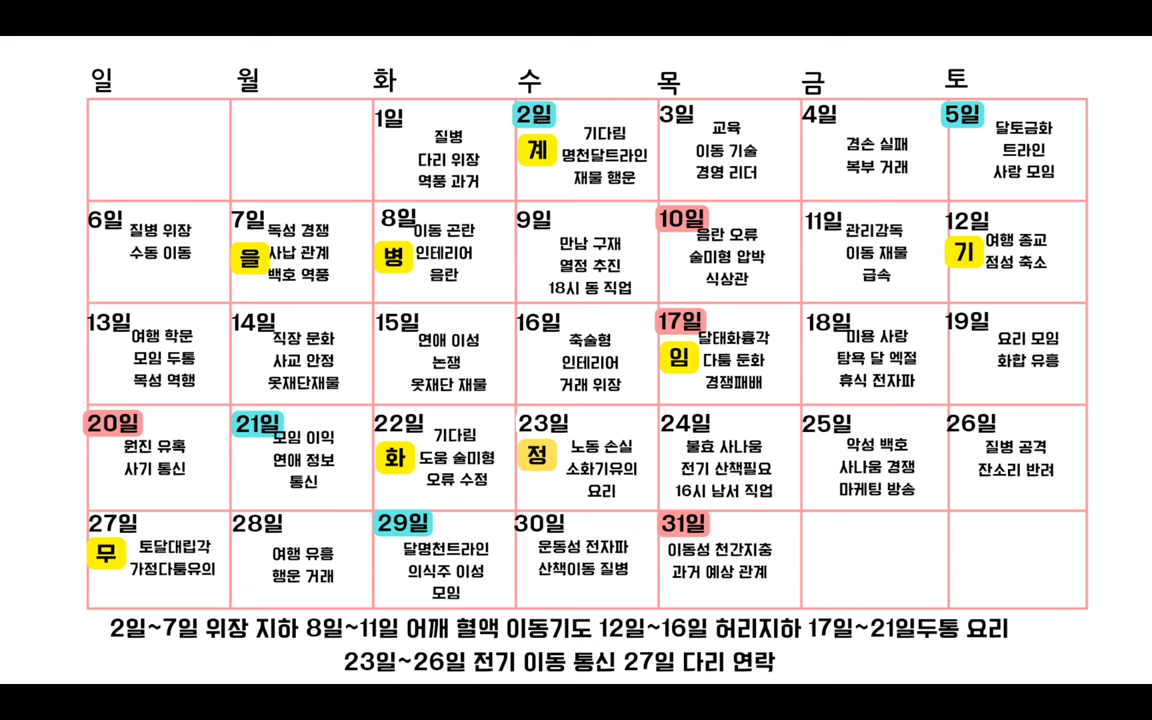 일 월 화 수 목 금 토
1일
질병
다리 위장
역풍 과거
2일
계
기다림
명천달트라인
재물 행운
3일
교육
이동 기술
경영 리더
4일
겸손 실패
복부 거래
5일
달토금화
트라인
사랑 모임
6일
질병 위장
수동 이동
7일
을
독성 경쟁
사납 관계
백호 역풍
8일
병
이동 곤란
인테리어
음란
9일
만남 구재
열정 추진
18시 동 직업
10일
음란 오류
술미형 압박
식상관
11일
관리감독
이동 재물
급속
12일
기
여행 종교
점성 축소
13일
여행 학문
모임 두통
목성 역행
14일
직장 문화
사교 안정
옷재단재물
15일
연애 이성
논쟁
옷재단 재물
16일
축술형
인테리어
거래 위장
17일
임
달태화흉각
다툼 둔화
경쟁패배
18일
미용 사랑
탐욕 달 엑절
휴식 전자파
19일
요리 모임
화합 유흥
20일
원진 유혹
사기 통신
21일
모임 이익
연애 정보
통신
22일
화
기다림
도움 술미형
오류 수정
23일
정
노동 손실
소화기유의
요리
24일
불효 사나움
전기 산책필요
16시 남서 직업
25일
악성 백호
사나움 경쟁
마케팅 방송
26일
질병 공격
잔소리 반려
27일
무
토달대립각
가정다툼유의
28일
여행 유흥
행운 거래
29일
달명천트라인
의식주 이성
모임
30일
운동성 전자파
산책이동 질병
31일
이동성 천간지충
과거 예상 관계
2일~7일 위장 지하 8일~11일 어깨 혈액 이동기도 12일~16일 허리지하 17일~21일두통 요리
23일~26일 전기 이동 통신 27일 다리 연락